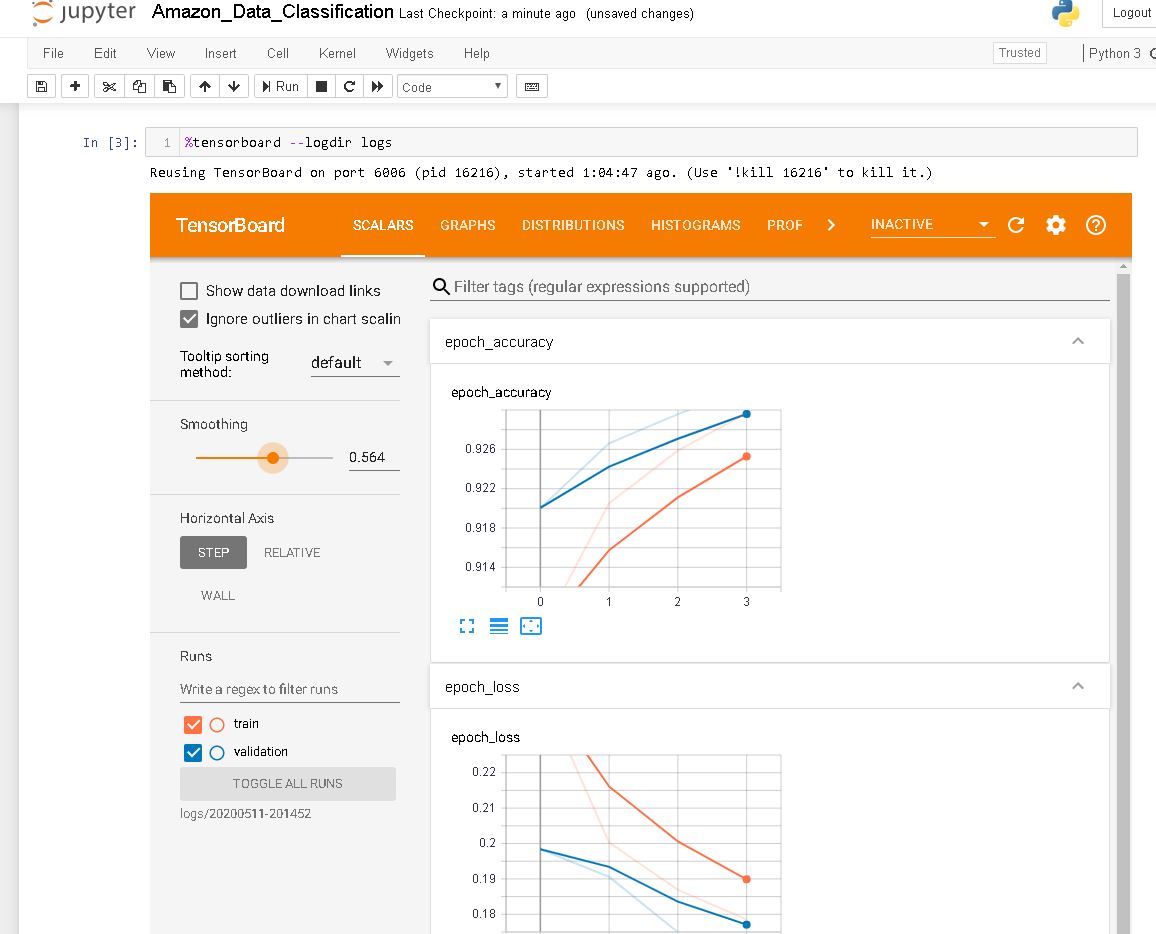 jupyter Amazon_Data_Classification Last Checkpoint: a minute ago (unsaved changes) Logout
File Edit View Insert Cell Kernel Widgets Help Trusted Python 3
Run Code
In [3]: 1 %tensorboard --logdir logs
Reusing TensorBoard on port 6006 (pid 16216), started 1:04:47 ago. (Use '!kill 16216' to kill it.)
TensorBoard SCALARS GRAPHS DISTRIBUTIONS HISTOGRAMS PROF INACTIVE
Show data download links
Ignore outliers in chart scalin
Tooltip sorting
method: default
Smoothing
0.564
Horizontal Axis
STEP RELATIVE
WALL
Runs
Write a regex to filter runs
train
validation
TOGGLE ALL RUNS
logs/20200511-201452
Filter tags (regular expressions supported)
epoch_accuracy
epoch_accuracy
0.926
0.922
0.918
0.914
0 1 2 3
epoch_loss
epoch_loss
0.22
0.21
0.2
0.19
0.18